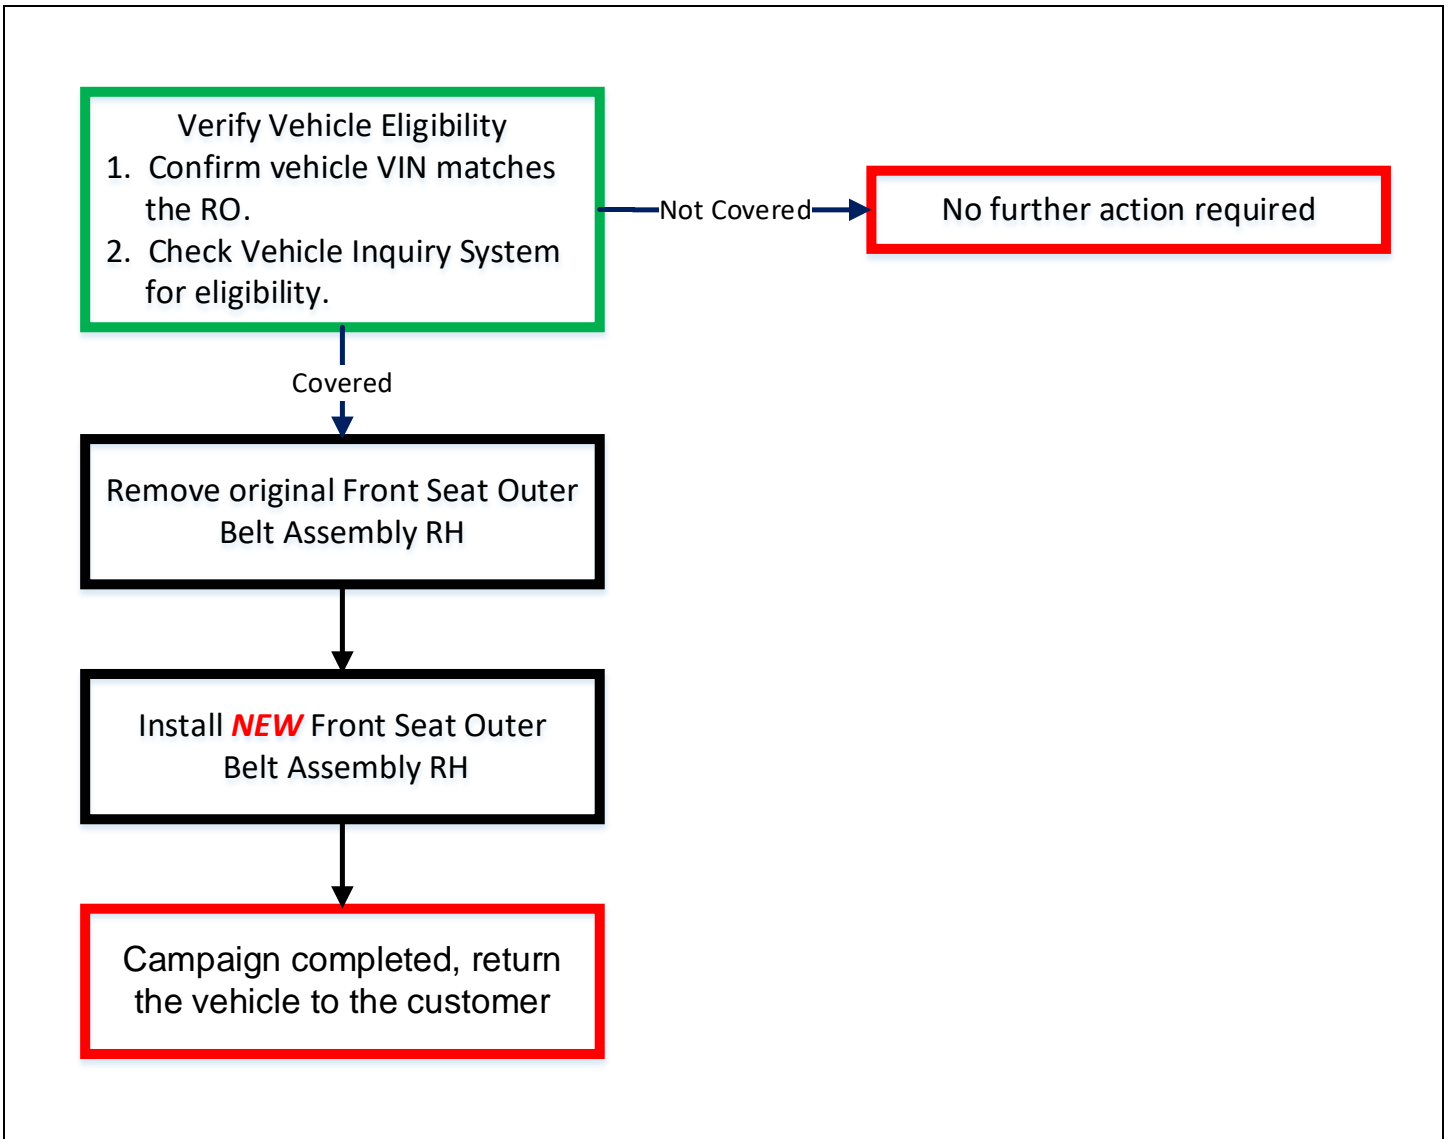 Verify Vehicle Eligibility
1. Confirm vehicle VIN matches
the RO.
2. Check Vehicle Inquiry System
for eligibility.
Not Covered
No further action required
Covered
Remove original Front Seat Outer
Belt Assembly RH
Install NEW Front Seat Outer
Belt Assembly RH
Campaign completed, return
the vehicle to the customer